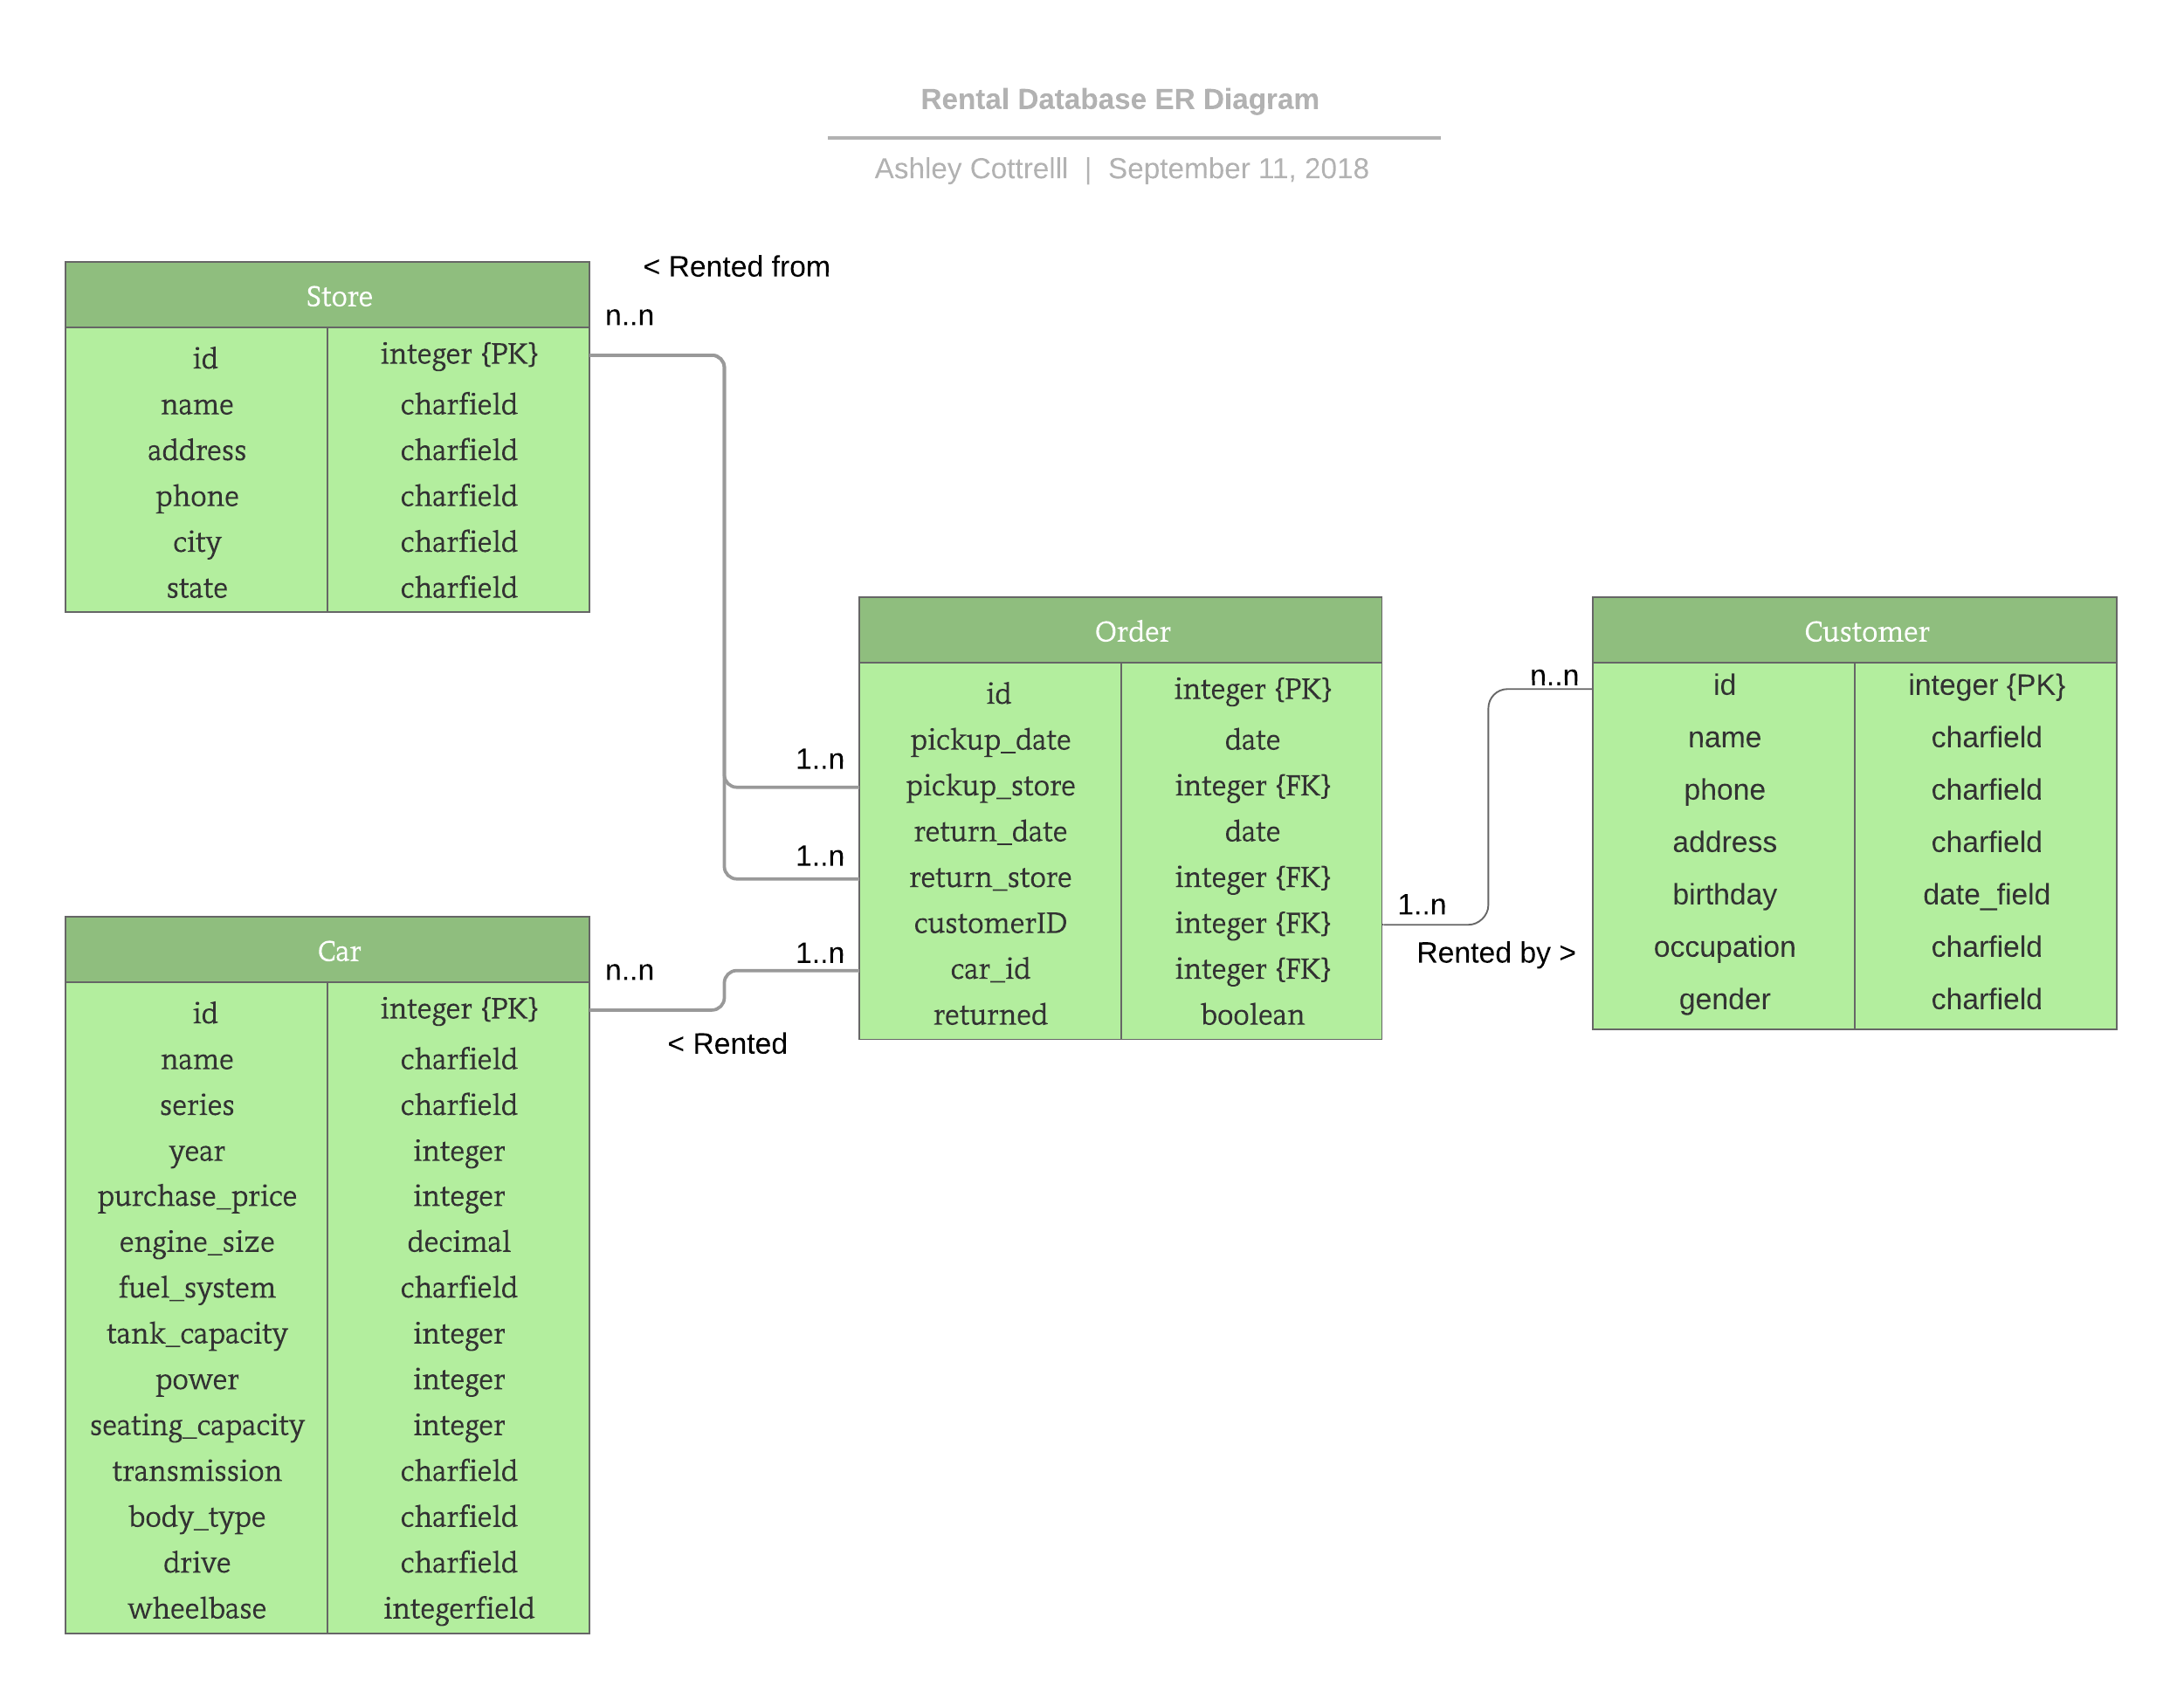 Rental Database ER Diagram
Ashley Cottrelll | September 11, 2018
< Rented from
Store
n..n
id integer {PK}
name charfield
address charfield
phone charfield
city charfield
state charfield
Order
id integer {PK}
pickup_date date
1..n
pickup_store integer {FK}
return_date date
1..n
return_store integer {FK}
customerID integer {FK}
1..n
car_id integer {FK}
returned boolean
Customer
n..n
id integer {PK}
name charfield
phone charfield
address charfield
birthday date_field
1..n
occupation charfield
Rented by >
gender charfield
Car
n..n
< Rented
id integer {PK}
name charfield
series charfield
year integer
purchase_price integer
engine_size decimal
fuel_system charfield
tank_capacity integer
power integer
seating_capacity integer
transmission charfield
body_type charfield
drive charfield
wheelbase integerfield